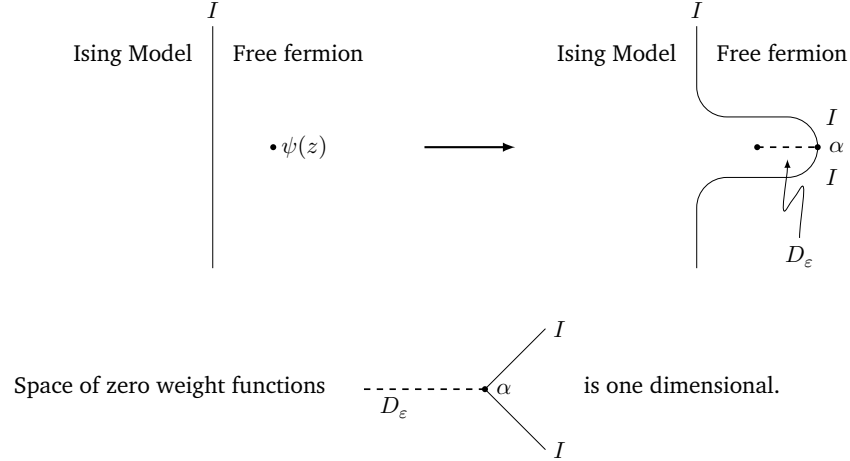 I
I
Ising Model
Free fermion
Ising Model
Free fermion
ψ(z)
I
α
I
D_ε
I
Space of zero weight functions
α
is one dimensional.
D_ε
I